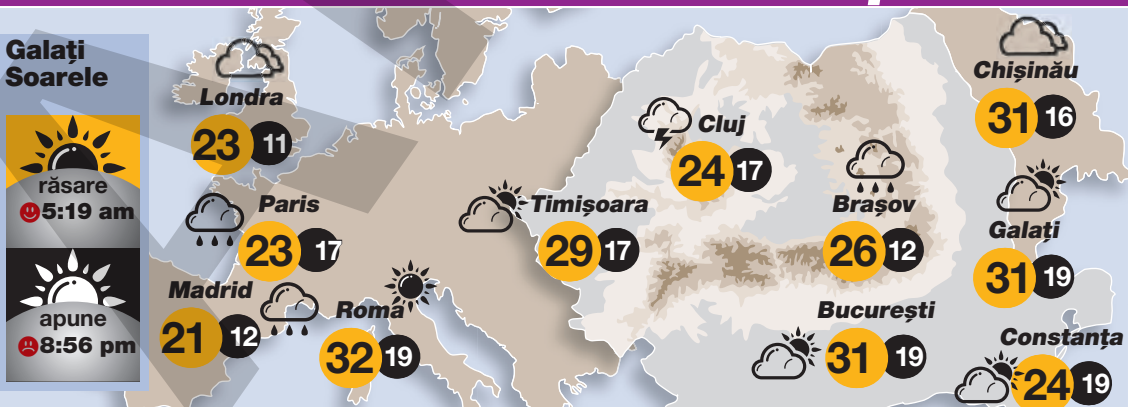 Galați
Soarele
răsare
5:19 am
apune
8:56 pm
Londra
23 11
Paris
23 17
Madrid
21 12
Roma
32 19
Timișoara
29 17
Cluj
24 17
Brașov
26 12
București
31 19
Chișinău
31 16
Galați
31 19
Constanța
24 19